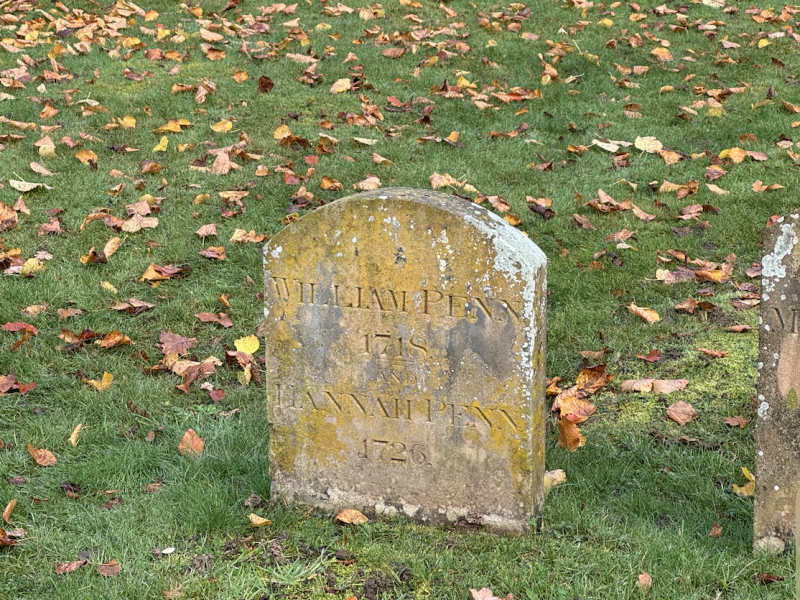 WILLIAM PENN
1718
AND
HANNAH PENN
1726.
M